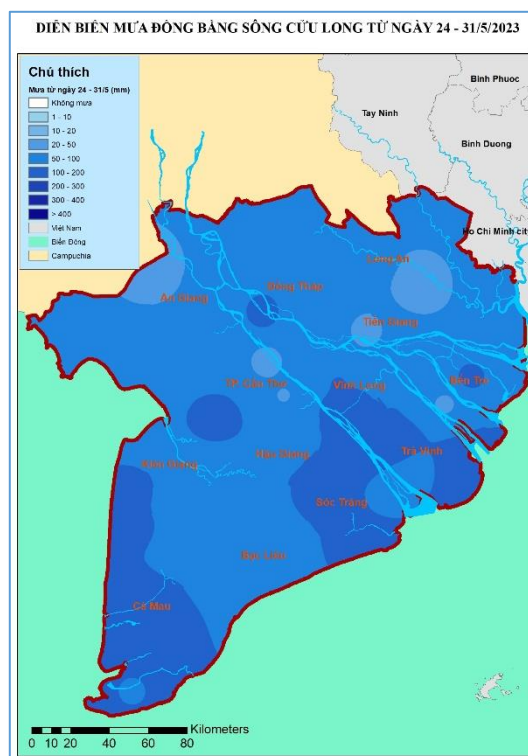 DIỄN BIẾN MƯA ĐỒNG BẰNG SÔNG CỬU LONG TỪ NGÀY 24 - 31/5/2023
Chú thích
Mưa từ ngày 24 - 31/5 (mm)
Không mưa
1 - 10
10 - 20
20 - 50
50 - 100
100 - 200
200 - 300
300 - 400
> 400
Việt Nam
Biển Đông
Campuchia
Binh Phuoc
Tay Ninh
Binh Duong
Ho Chi Minh city
Long An
Đồng Tháp
An Giang
Tiền Giang
Bến Tre
TP Cần Thơ
Vĩnh Long
Trà Vinh
Hậu Giang
Kiên Giang
Sóc Trăng
Bạc Liêu
Cà Mau
Kilometers
0 10 20 40 60 80